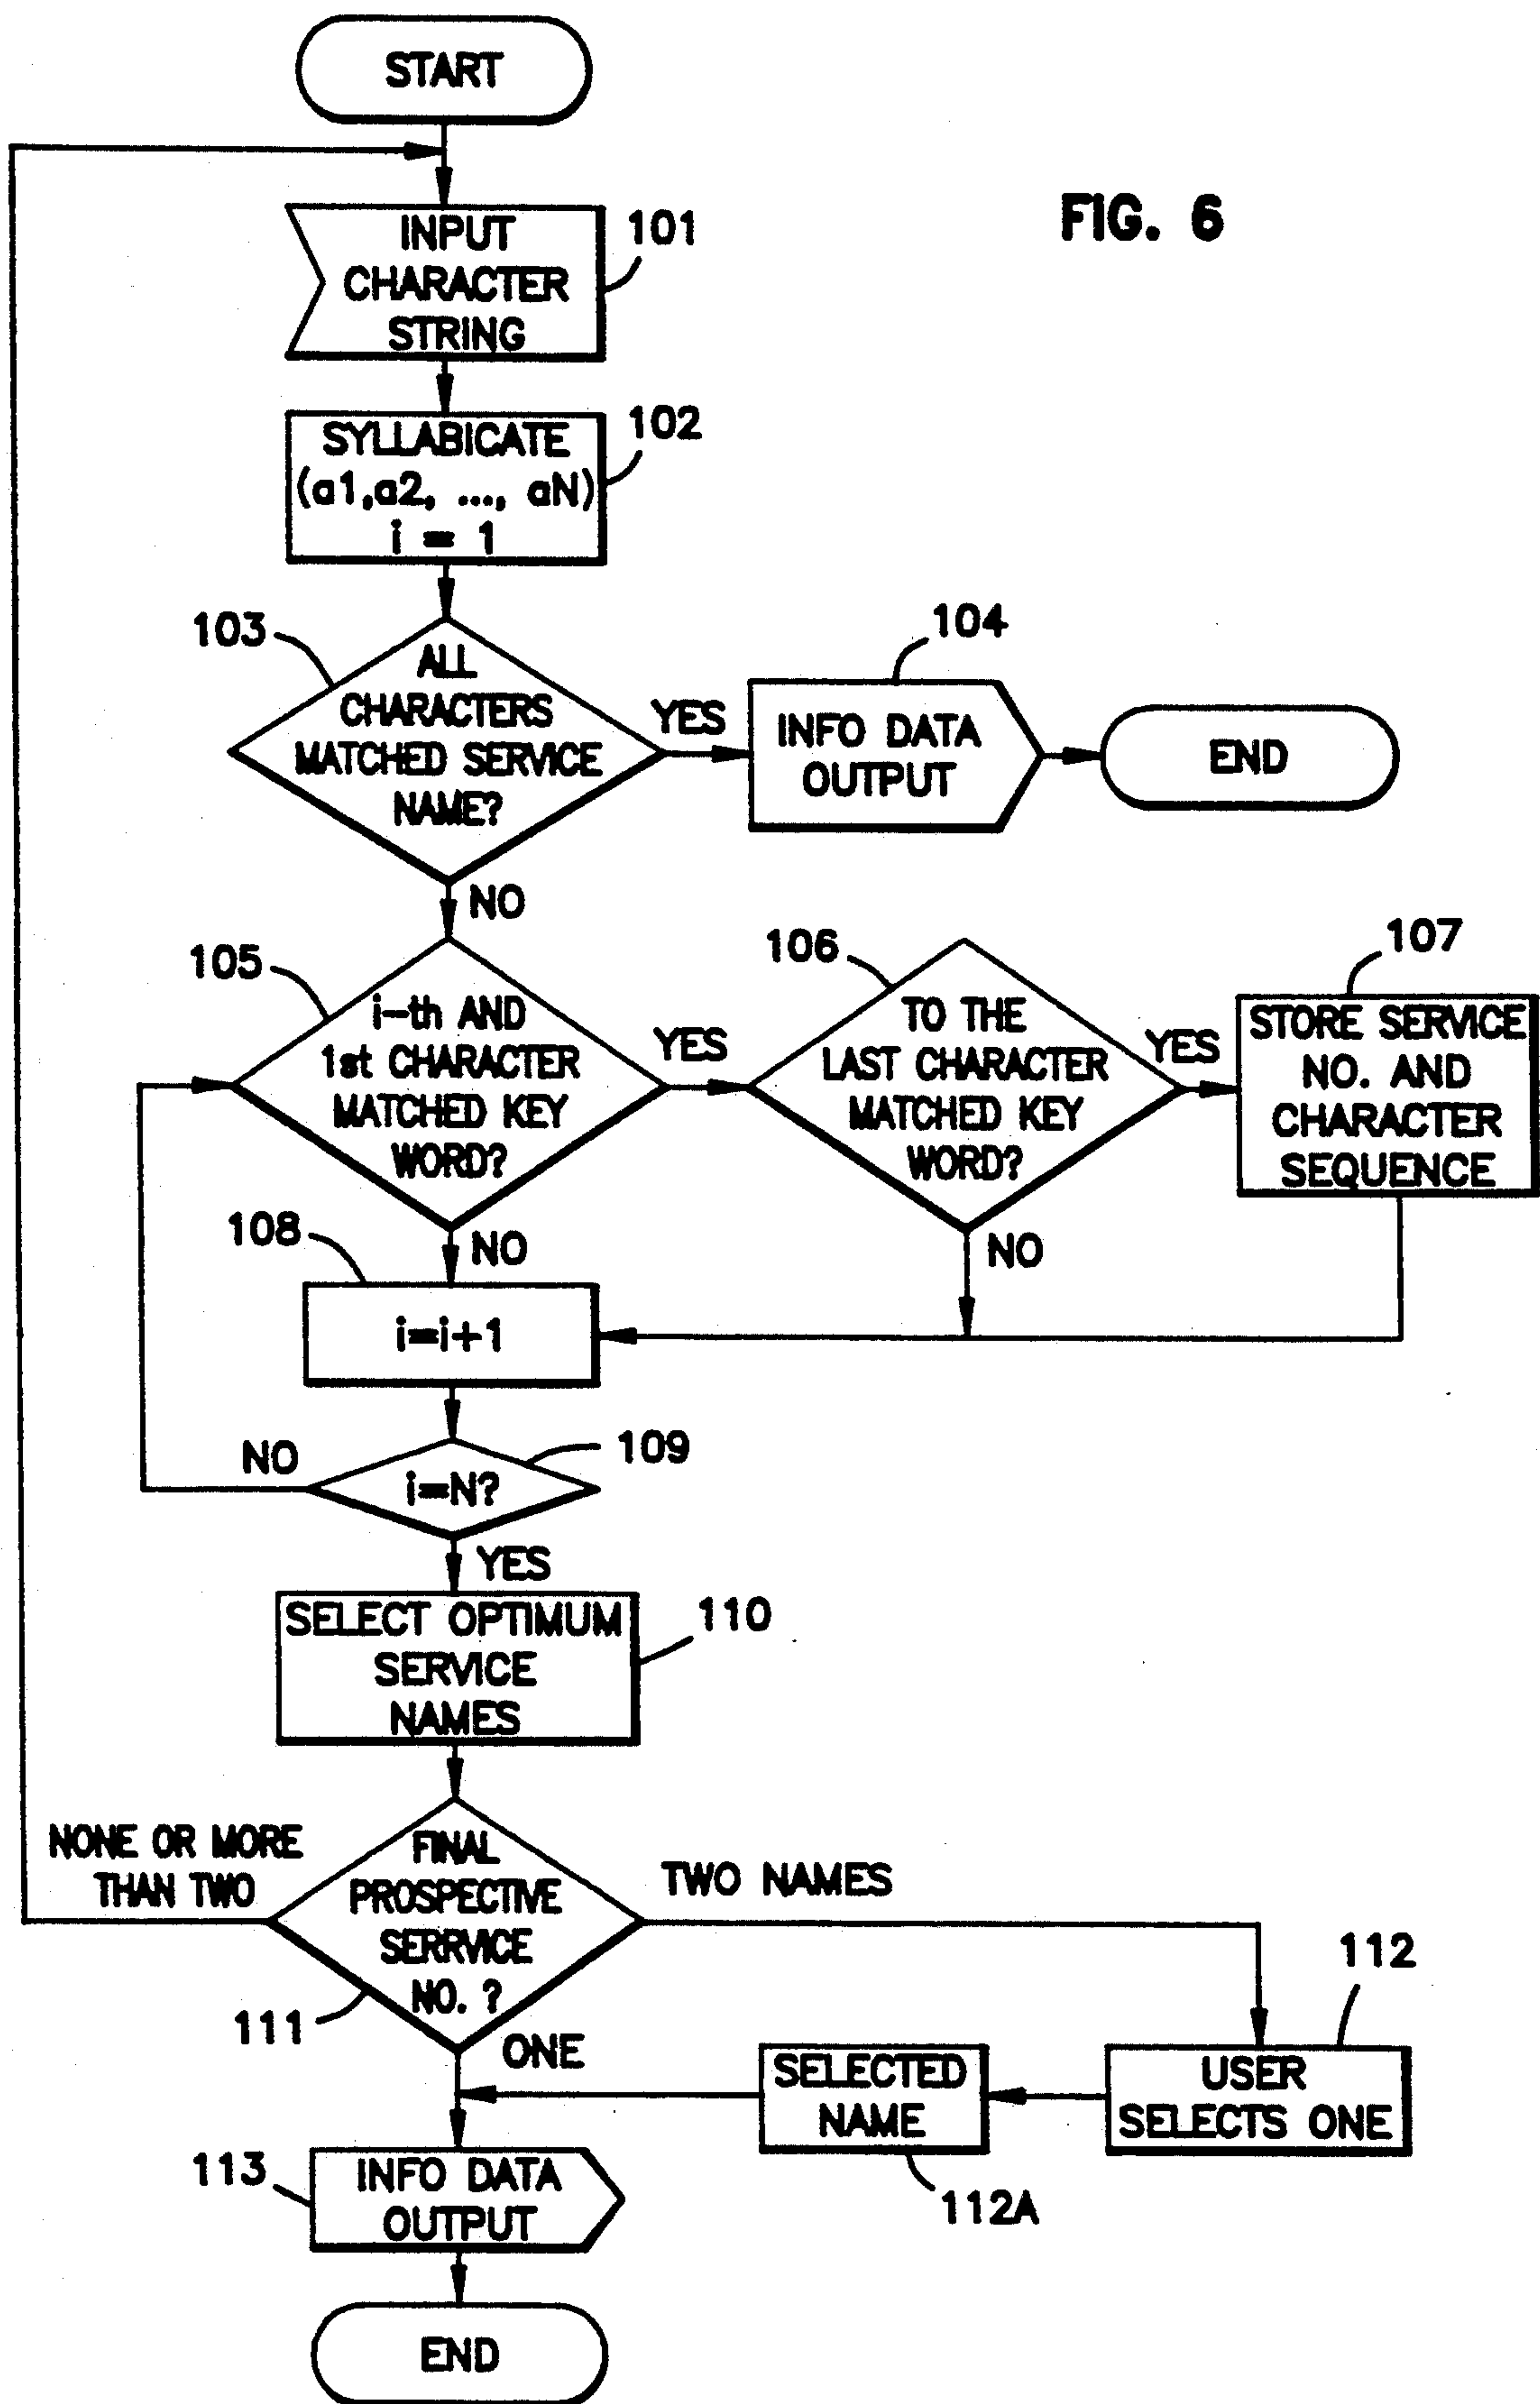 START
FIG. 6
INPUT
CHARACTER
STRING
101
SYLLABICATE
(a1,a2, ..., aN)
i = 1
102
103
ALL
CHARACTERS
MATCHED SERVICE
NAME?
YES
104
INFO DATA
OUTPUT
END
NO
105
i-th AND
1st CHARACTER
MATCHED KEY
WORD?
YES
106
TO THE
LAST CHARACTER
MATCHED KEY
WORD?
YES
107
STORE SERVICE
NO. AND
CHARACTER
SEQUENCE
NO
NO
108
i=i+1
109
i=N?
NO
YES
SELECT OPTIMUM
SERVICE
NAMES
110
NONE OR MORE
THAN TWO
FINAL
PROSPECTIVE
SERRVICE
NO. ?
111
TWO NAMES
ONE
112
USER
SELECTS ONE
SELECTED
NAME
112A
113
INFO DATA
OUTPUT
END